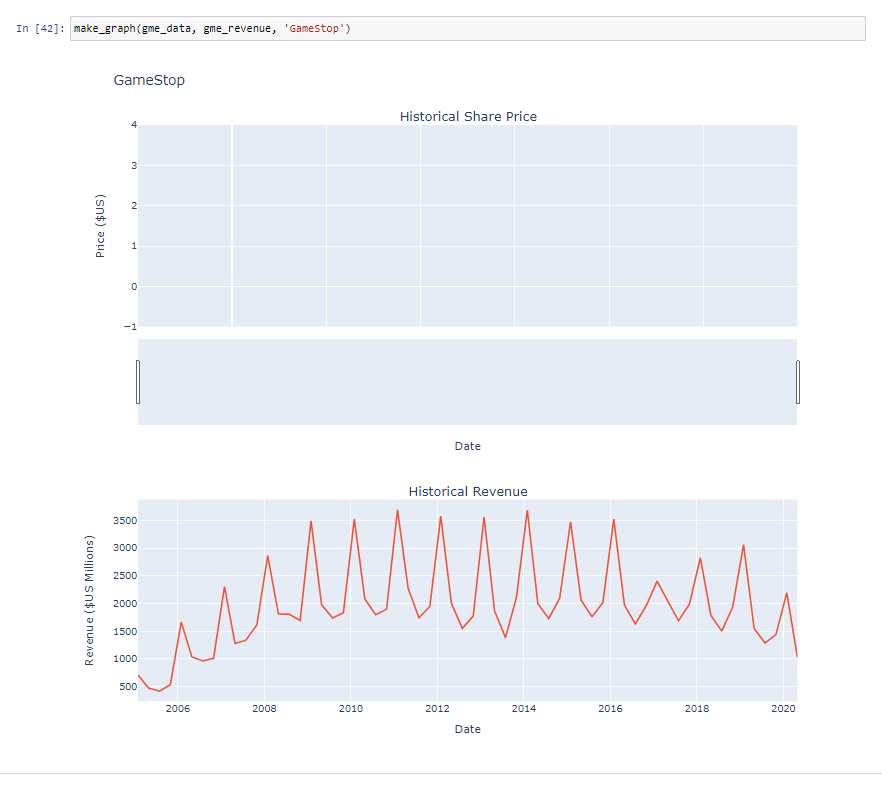 In [42]: make_graph(gme_data, gme_revenue, 'GameStop')
GameStop
Historical Share Price
4
3
2
1
0
−1
Price ($US)
Date
Historical Revenue
3500
3000
2500
2000
1500
1000
500
Revenue ($US Millions)
2006 2008 2010 2012 2014 2016 2018 2020
Date